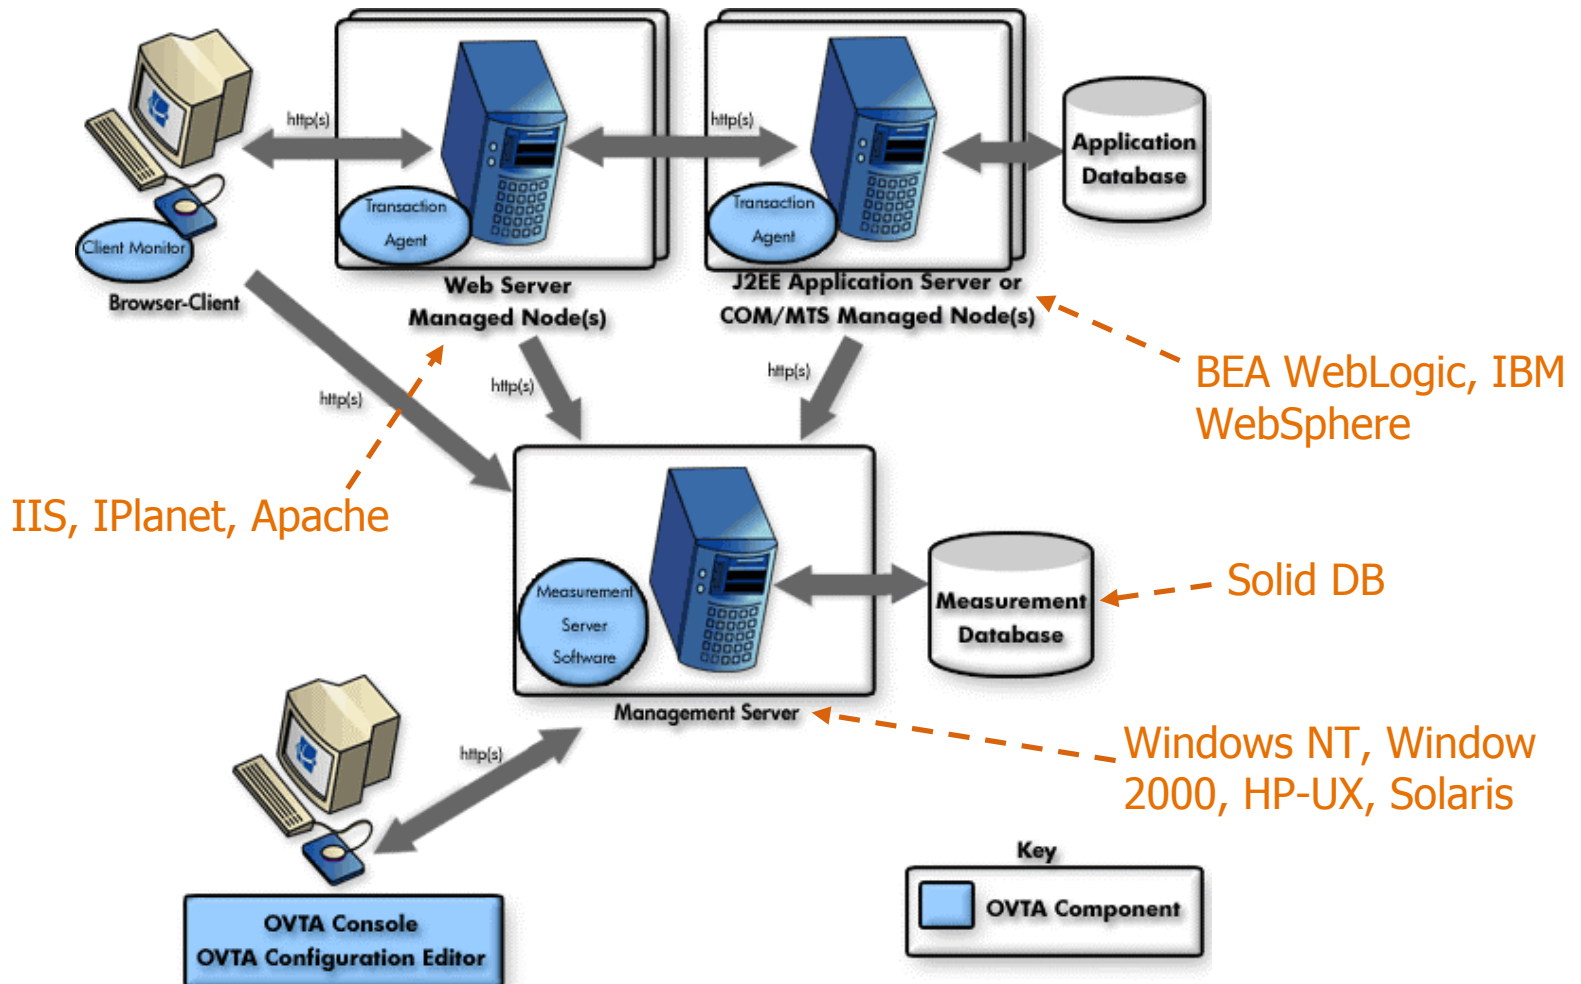 http(s)
http(s)
Application
Database
Transaction
Agent
Transaction
Agent
Client Monitor
Browser-Client
Web Server
Managed Node(s)
J2EE Application Server or
COM/MTS Managed Node(s)
http(s)
http(s)
http(s)
BEA WebLogic, IBM
WebSphere
IIS, IPlanet, Apache
Measurement
Server
Software
Measurement
Database
Solid DB
Management Server
Windows NT, Window
2000, HP-UX, Solaris
http(s)
Key
OVTA Component
OVTA Console
OVTA Configuration Editor